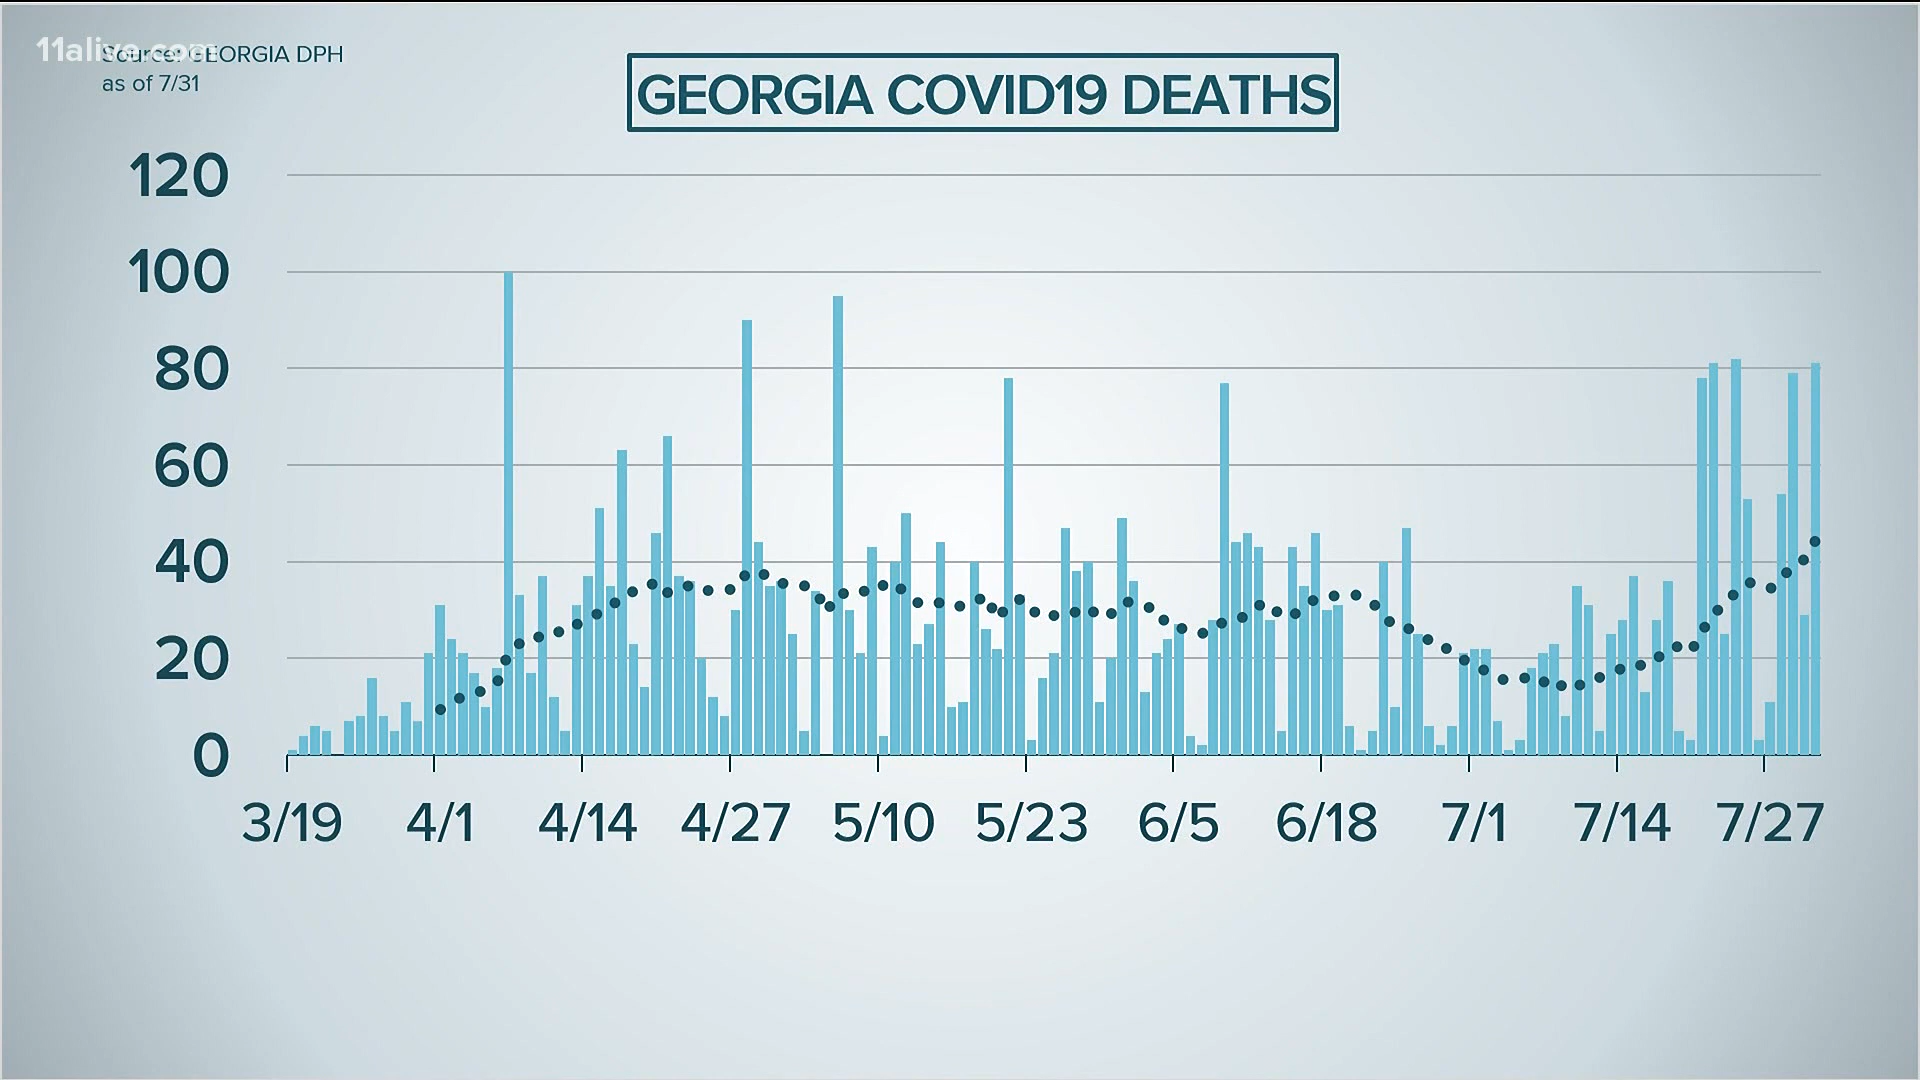 11alive.com
Source: GEORGIA DPH
as of 7/31
GEORGIA COVID19 DEATHS
120
100
80
60
40
20
0
3/19 4/1 4/14 4/27 5/10 5/23 6/5 6/18 7/1 7/14 7/27